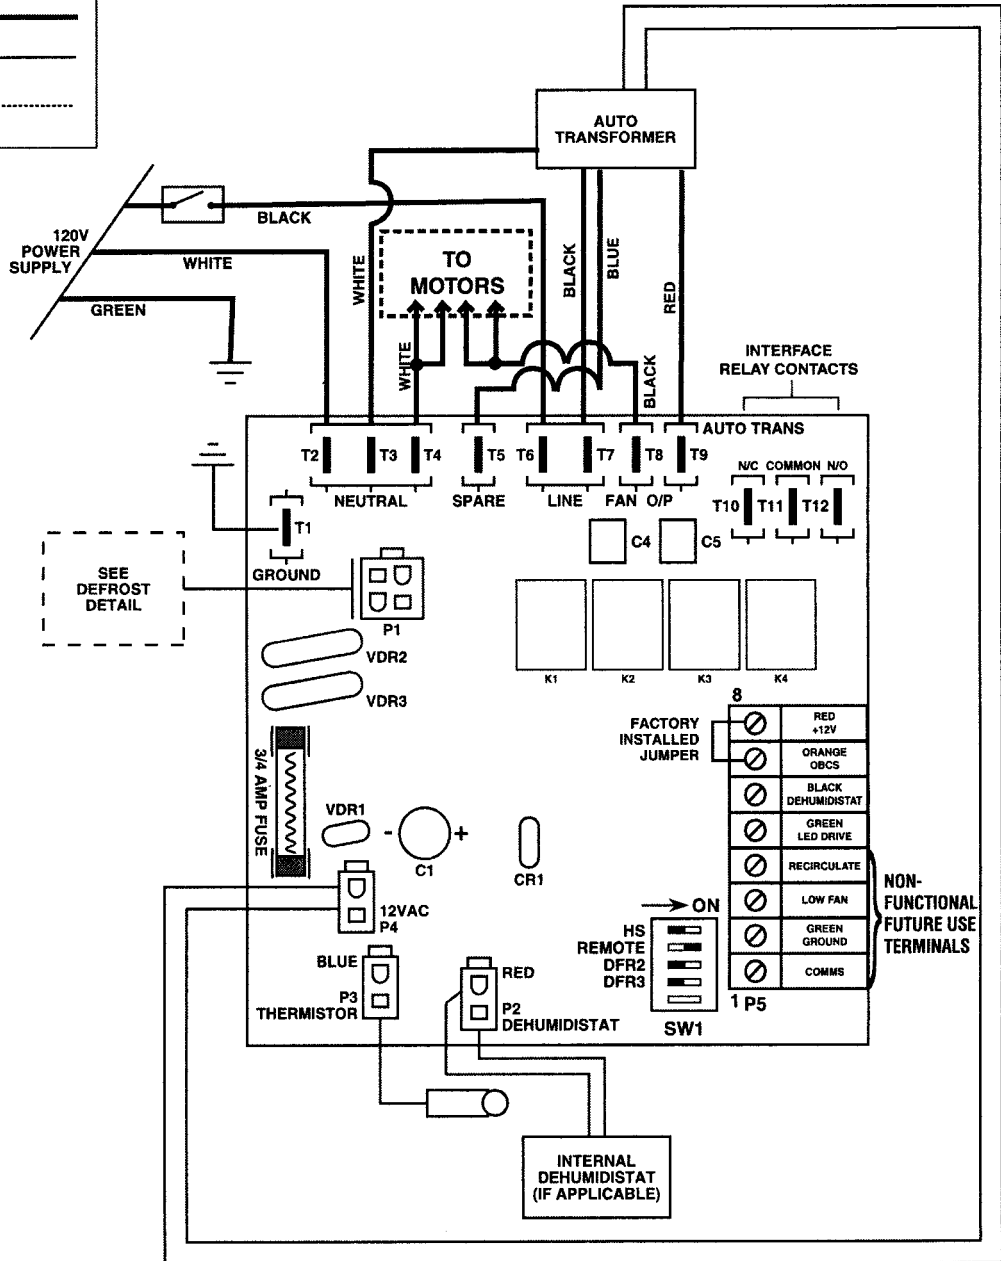 AUTO
TRANSFORMER
120V
POWER
SUPPLY
BLACK
WHITE
GREEN
WHITE
TO
MOTORS
BLACK
BLUE
RED
WHITE
BLACK
INTERFACE
RELAY CONTACTS
AUTO TRANS
T2 T3 T4 T5 T6 T7 T8 T9
N/C COMMON N/O
NEUTRAL SPARE LINE FAN O/P
T10 T11 T12
T1
GROUND
C4 C5
SEE
DEFROST
DETAIL
P1
VDR2
VDR3
K1 K2 K3 K4
8
FACTORY
INSTALLED
JUMPER
RED
+12V
ORANGE
OBCS
BLACK
DEHUMIDISTAT
GREEN
LED DRIVE
RECIRCULATE
LOW FAN
GREEN
GROUND
COMMS
1 P5
NON-
FUNCTIONAL
FUTURE USE
TERMINALS
3/4 AMP FUSE
VDR1
- +
C1
CR1
12VAC
P4
ON
HS
REMOTE
DFR2
DFR3
SW1
BLUE
P3
THERMISTOR
RED
P2
DEHUMIDISTAT
INTERNAL
DEHUMIDISTAT
(IF APPLICABLE)